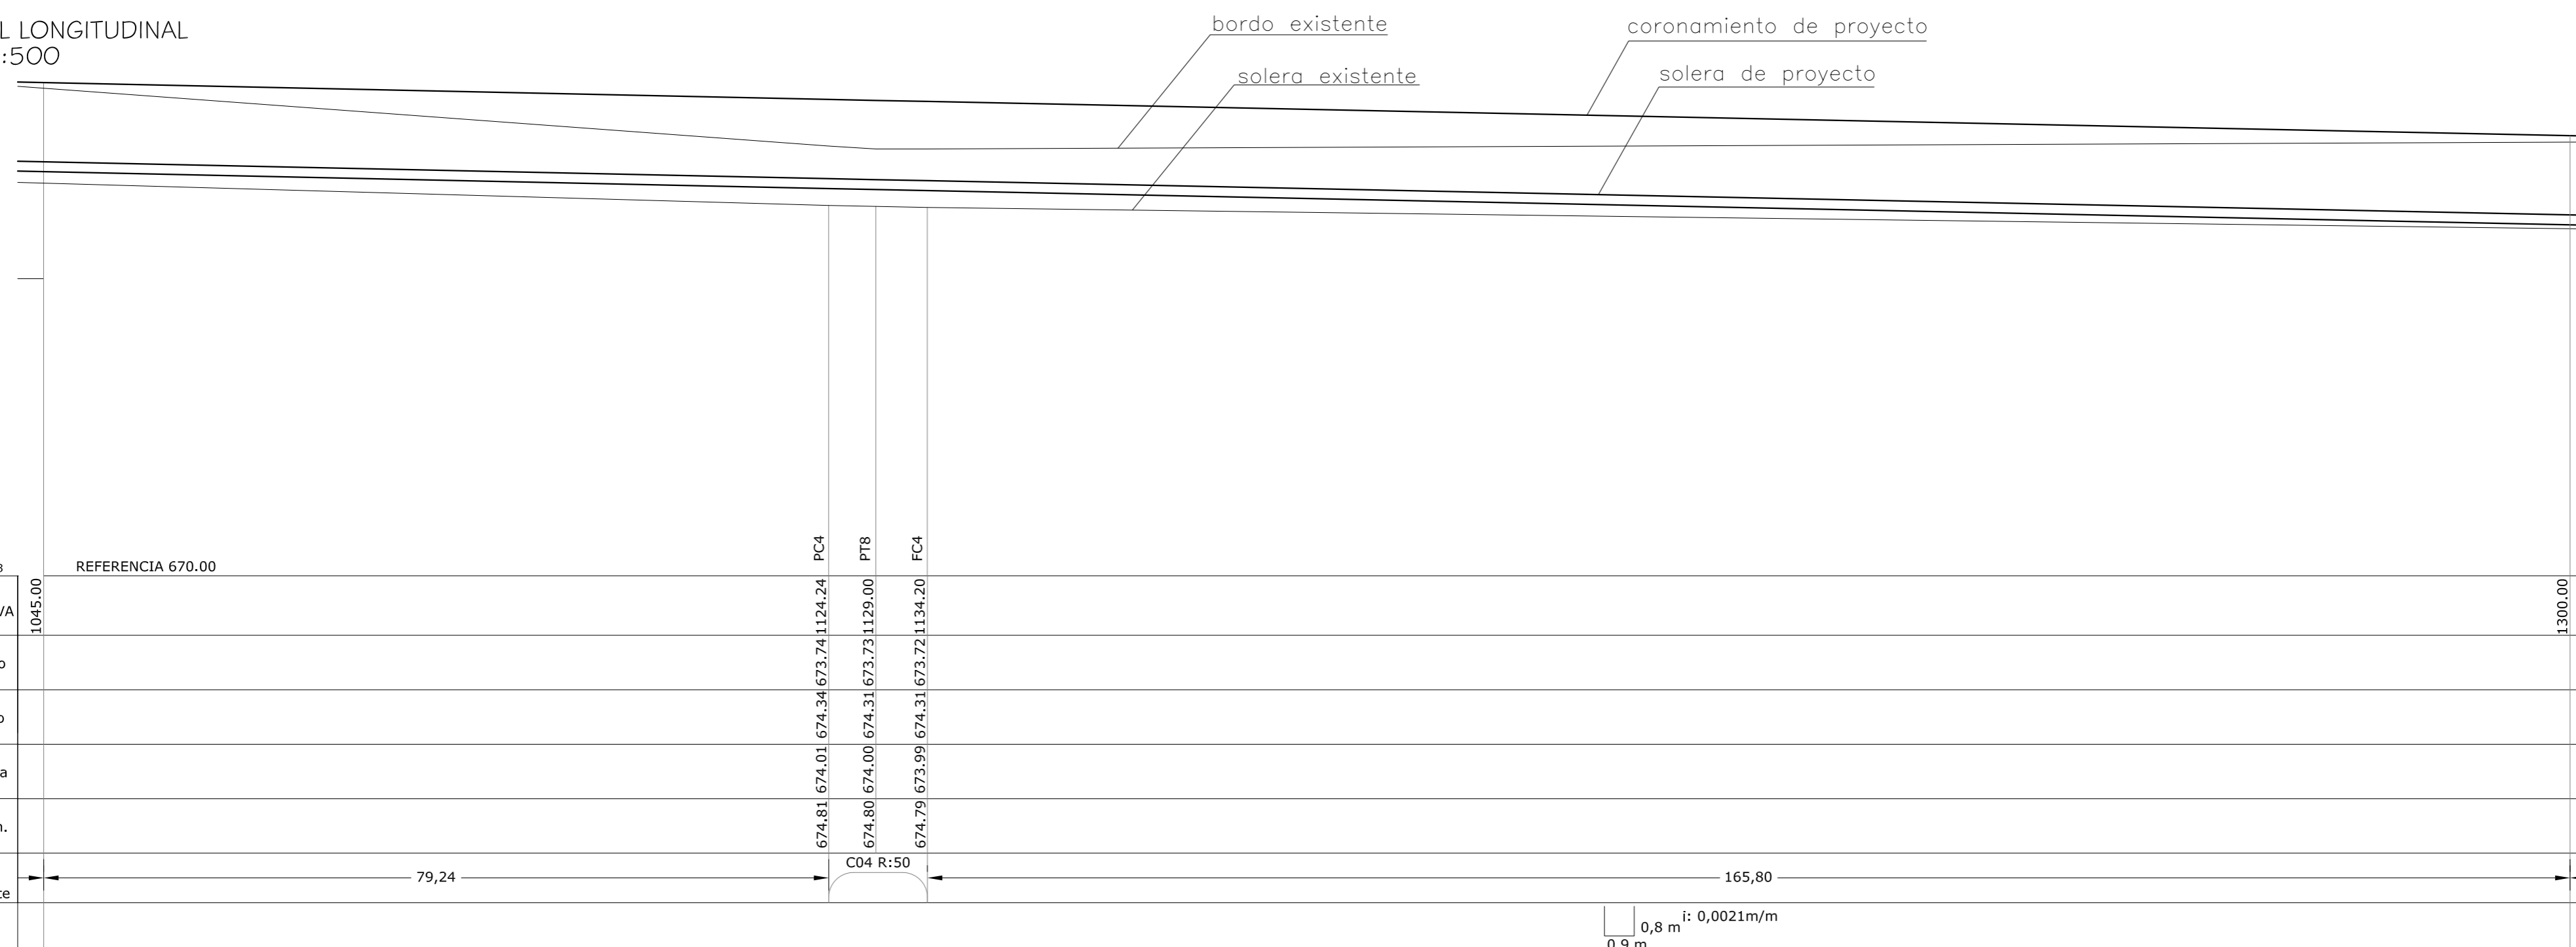 L LONGITUDINAL
:500
bordo existente
coronamiento de proyecto
solera existente
solera de proyecto
PC4
PT8
FC4
3
REFERENCIA 670.00
VA
1045.00
1124.24
1129.00
1134.20
1300.00
o
673.74
673.73
673.72
o
674.34
674.31
674.31
a
674.01
674.00
673.99
n.
674.81
674.80
674.79
C04 R:50
79,24
165,80
te
i: 0,0021m/m
0,8 m
0,9 m